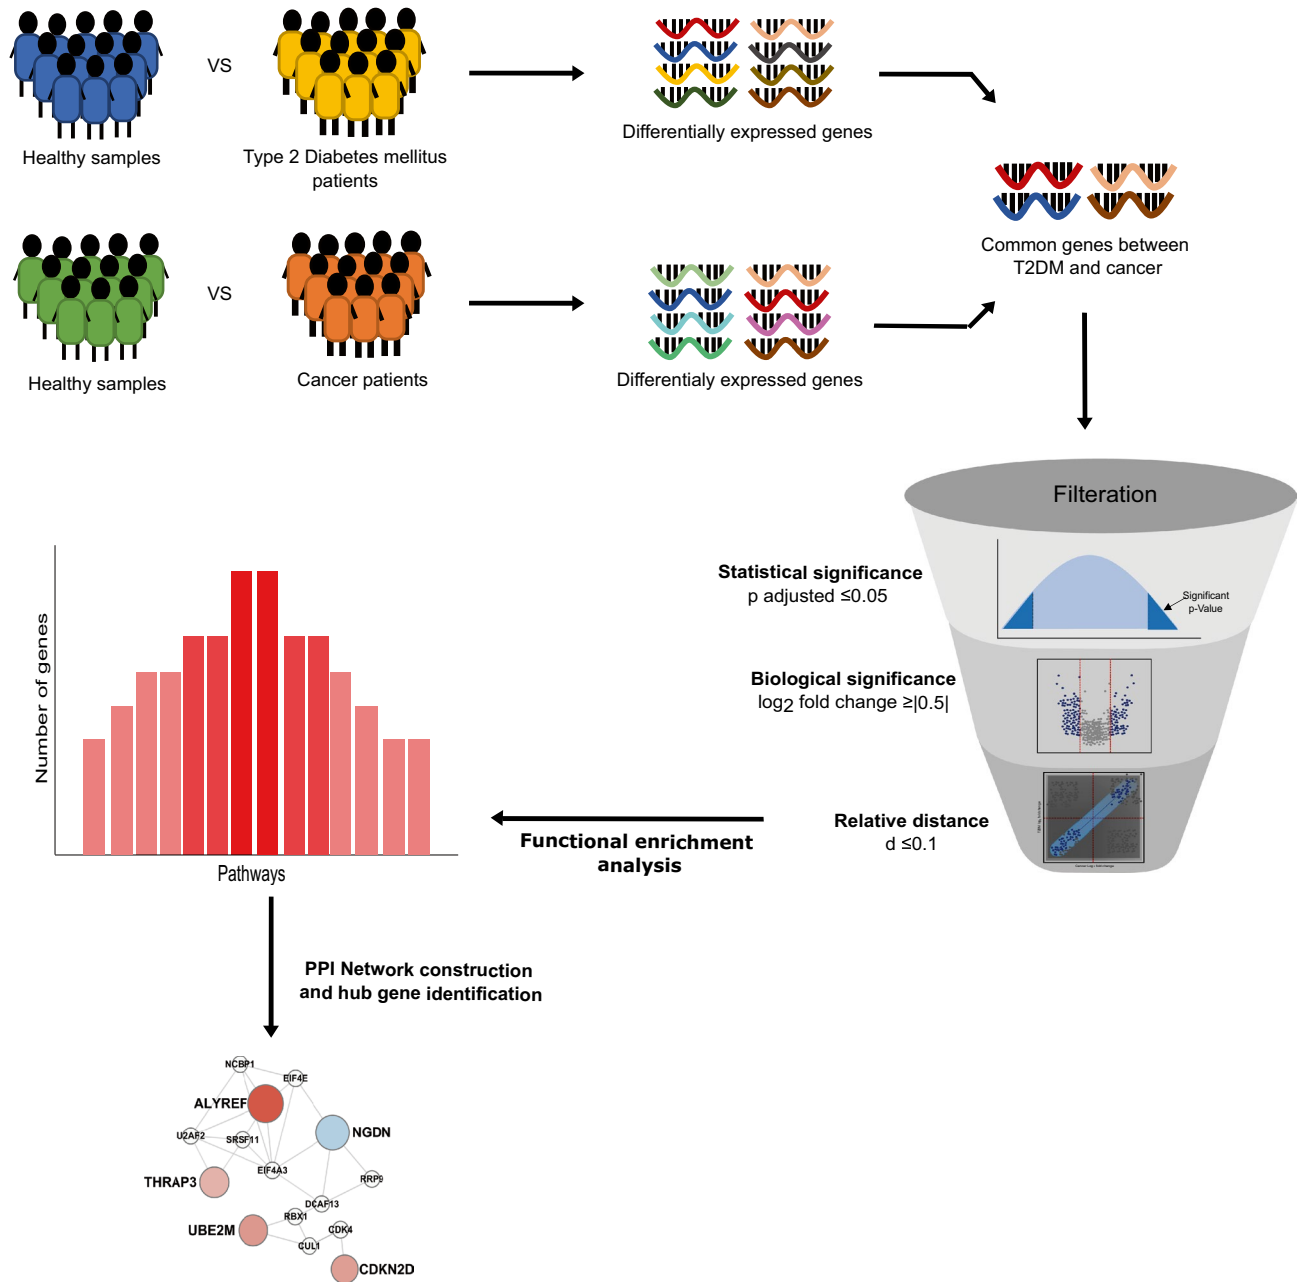 VS
Healthy samples
Type 2 Diabetes mellitus
patients
Differentially expressed genes
VS
Healthy samples
Cancer patients
Differentialy expressed genes
Common genes between
T2DM and cancer
Filteration
Statistical significance
p adjusted ≤0.05
Significant
p-Value
Biological significance
log2 fold change ≥|0.5|
Relative distance
d ≤0.1
Functional enrichment
analysis
Number of genes
Pathways
PPI Network construction
and hub gene identification
NCBP1
EIF4E
ALYREF
NGDN
U2AF2
SRSF11
EIF4A3
THRAP3
RRP9
DCAF13
RBX1
UBE2M
CDK4
CUL1
CDKN2D